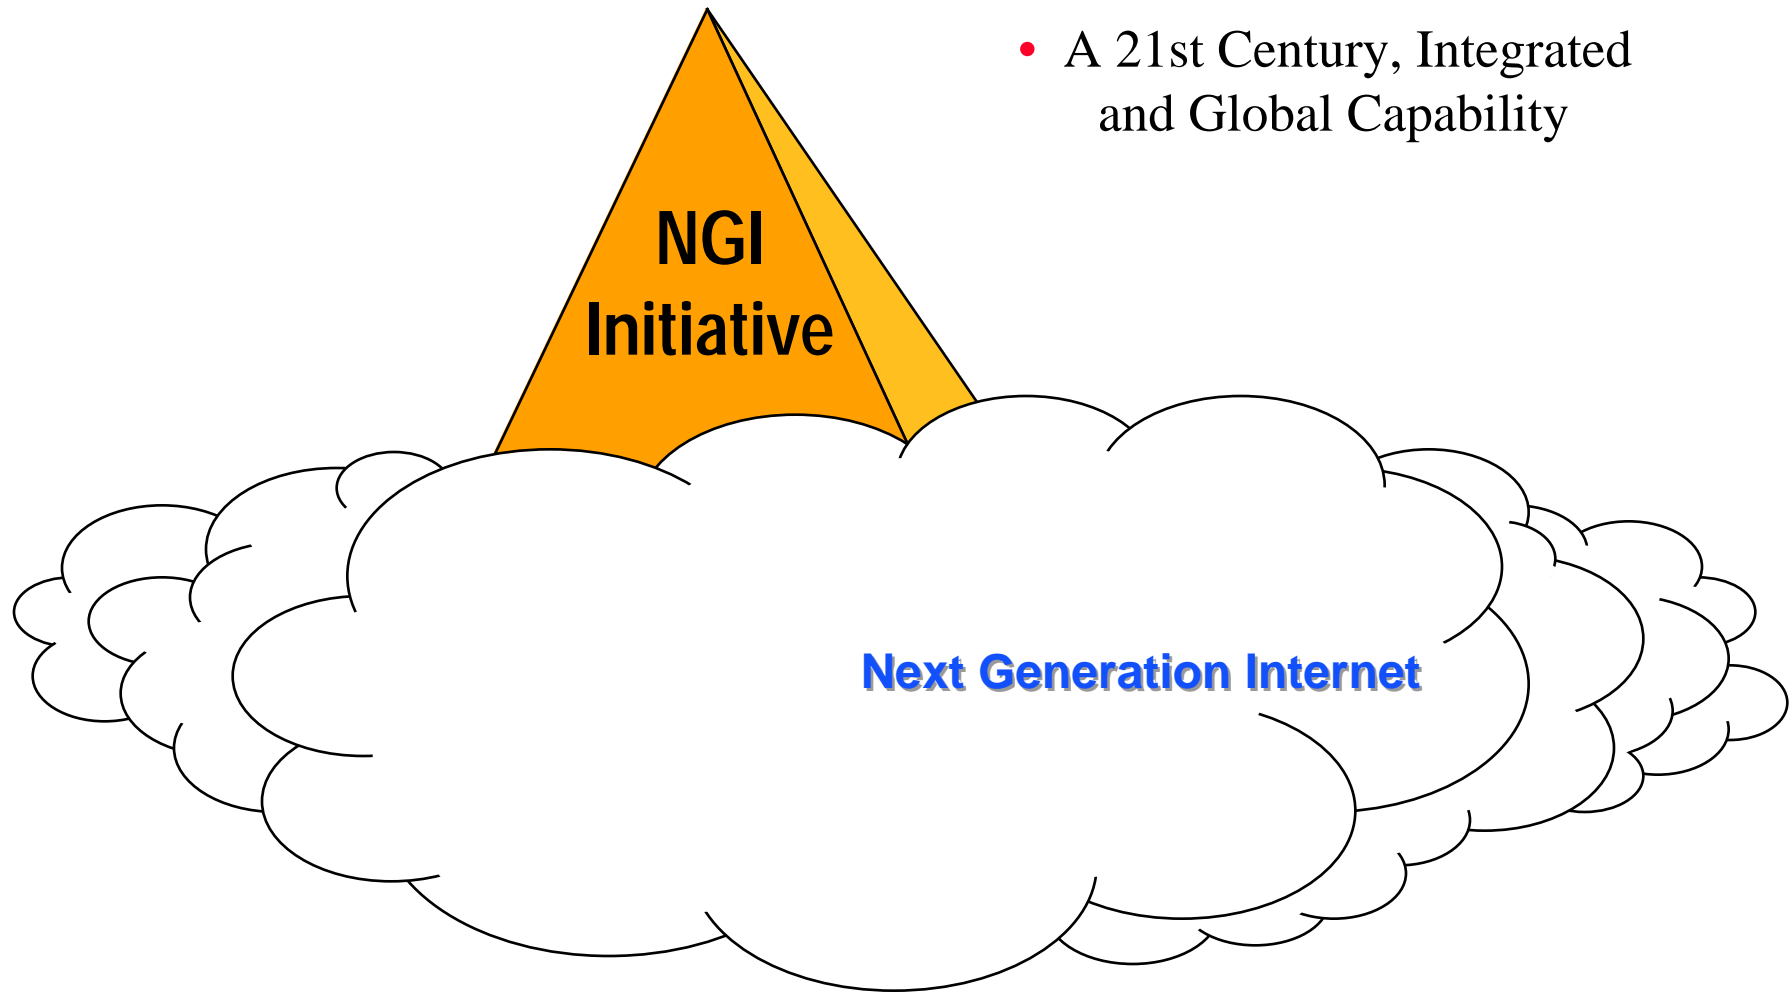 • A 21st Century, Integrated
and Global Capability
NGI
Initiative
Next Generation Internet